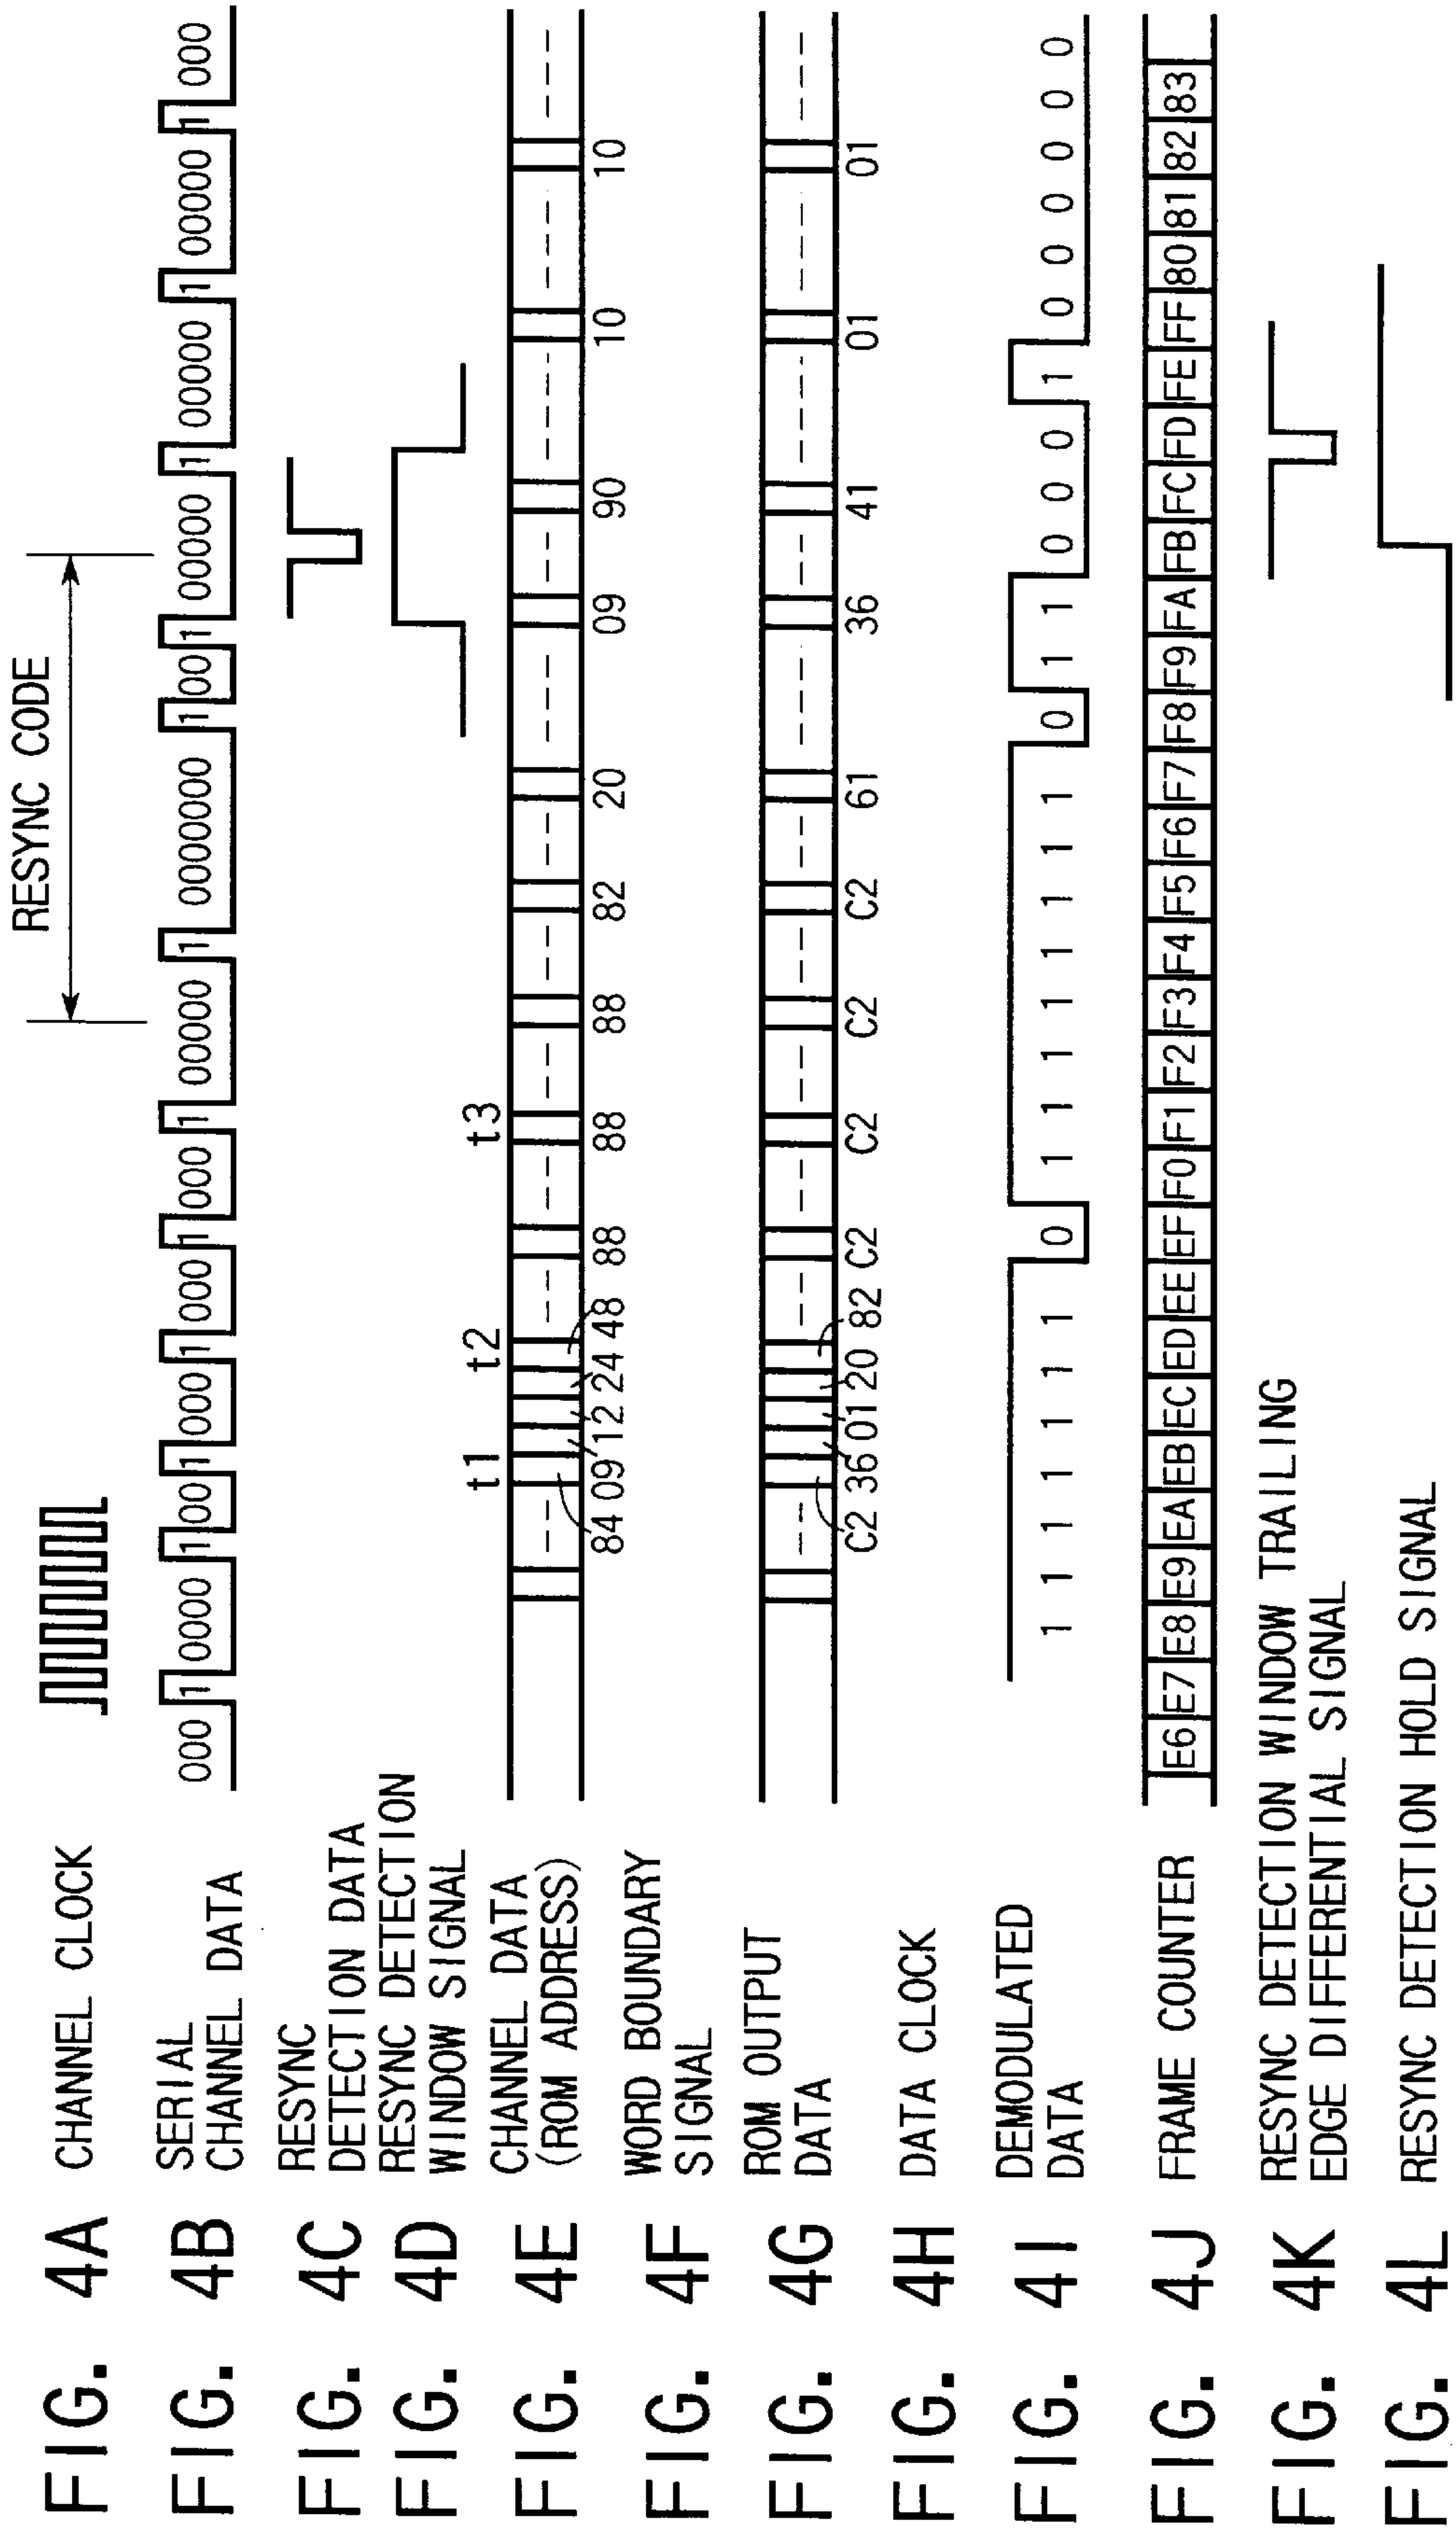 RESYNC CODE
FIG. 4A CHANNEL CLOCK
FIG. 4B SERIAL
CHANNEL DATA
000 1 0000 1 00 1 000 1 000 1 000 1 00000 1 0000000 1 00 1 00000 1 00000 1 00000 1 000
FIG. 4C RESYNC
DETECTION DATA
FIG. 4D RESYNC DETECTION
WINDOW SIGNAL
t1 t2 t3
FIG. 4E CHANNEL DATA
(ROM ADDRESS)
84 09 12 24 48 88 88 88 82 20 09 90 10 10
FIG. 4F WORD BOUNDARY
SIGNAL
FIG. 4G ROM OUTPUT
DATA
C2 36 01 20 82 C2 C2 C2 C2 61 36 41 01 01
FIG. 4H DATA CLOCK
FIG. 4I DEMODULATED
DATA
1 1 1 1 1 1 1 0 1 1 1 1 1 1 1 1 0 1 1 0 0 0 1 0 0 0 0 0 0
FIG. 4J FRAME COUNTER
E6 E7 E8 E9 EA EB EC ED EE EF F0 F1 F2 F3 F4 F5 F6 F7 F8 F9 FA FB FC FD FE FF 80 81 82 83
FIG. 4K RESYNC DETECTION WINDOW TRAILING
EDGE DIFFERENTIAL SIGNAL
FIG. 4L RESYNC DETECTION HOLD SIGNAL